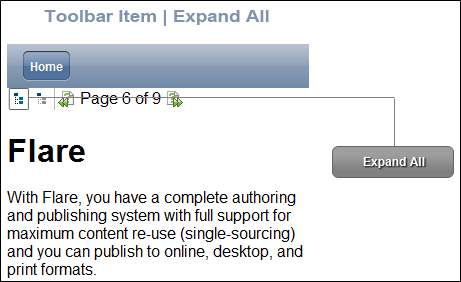 Toolbar Item | Expand All
Home
Page 6 of 9
Expand All
Flare
With Flare, you have a complete authoring
and publishing system with full support for
maximum content re-use (single-sourcing)
and you can publish to online, desktop, and
print formats.